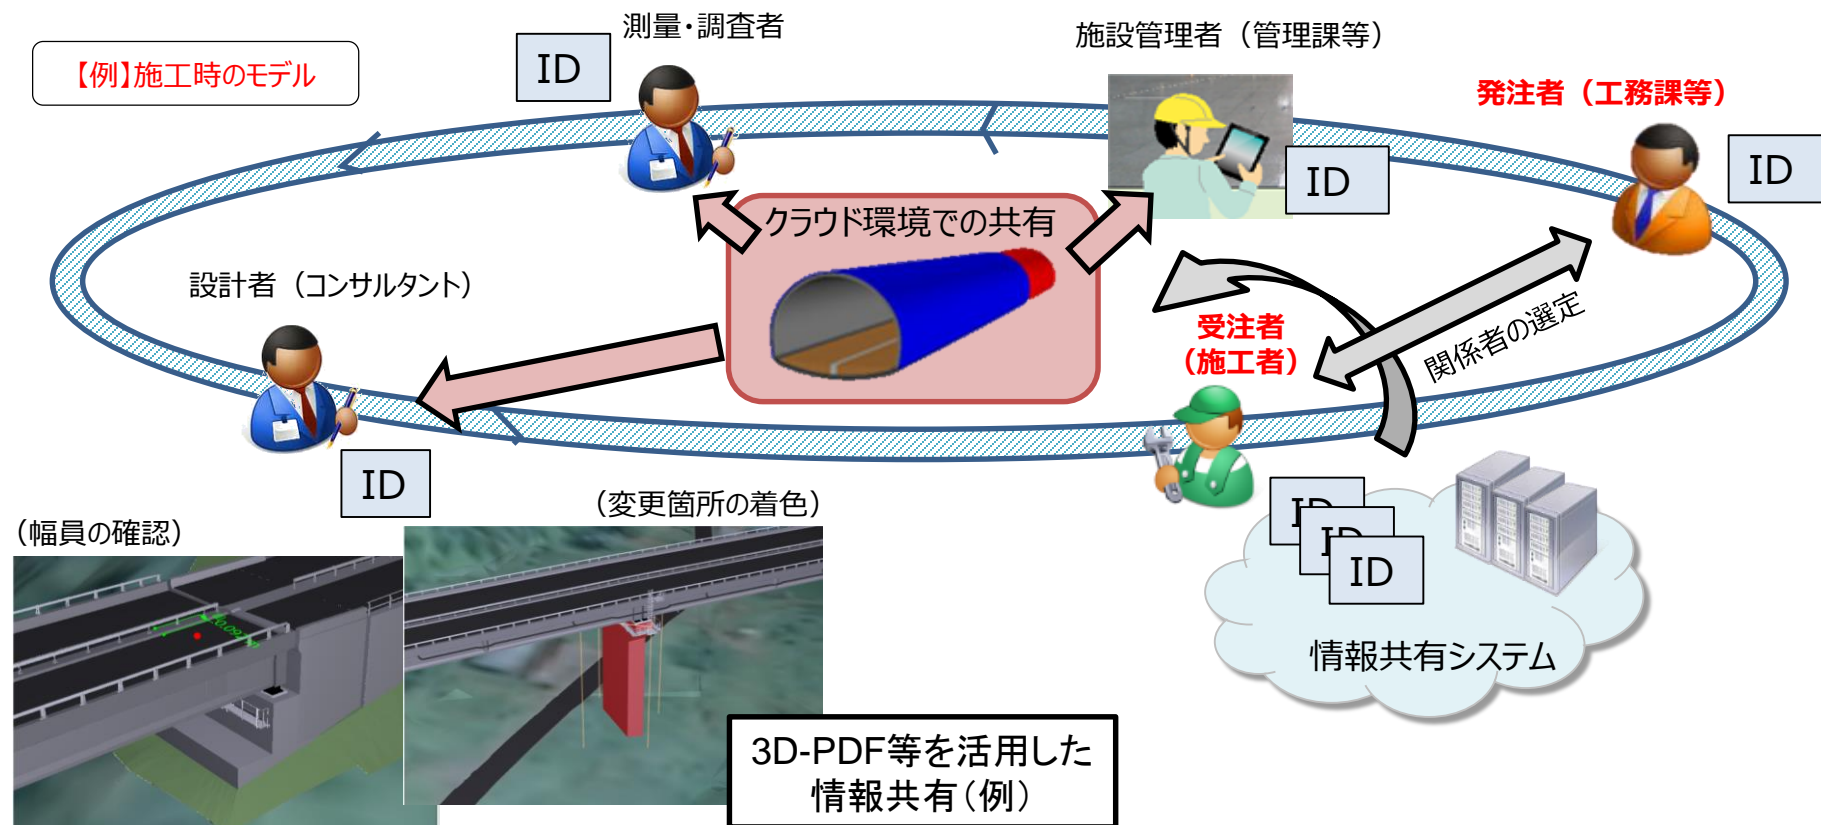 【例】施工時のモデル
ID
測量・調査者
施設管理者（管理課等）
ID
発注者（工務課等）
ID
クラウド環境での共有
設計者（コンサルタント）
ID
受注者
（施工者）
関係者の選定
（幅員の確認）
（変更箇所の着色）
ID
ID
ID
情報共有システム
3D-PDF等を活用した
情報共有（例）